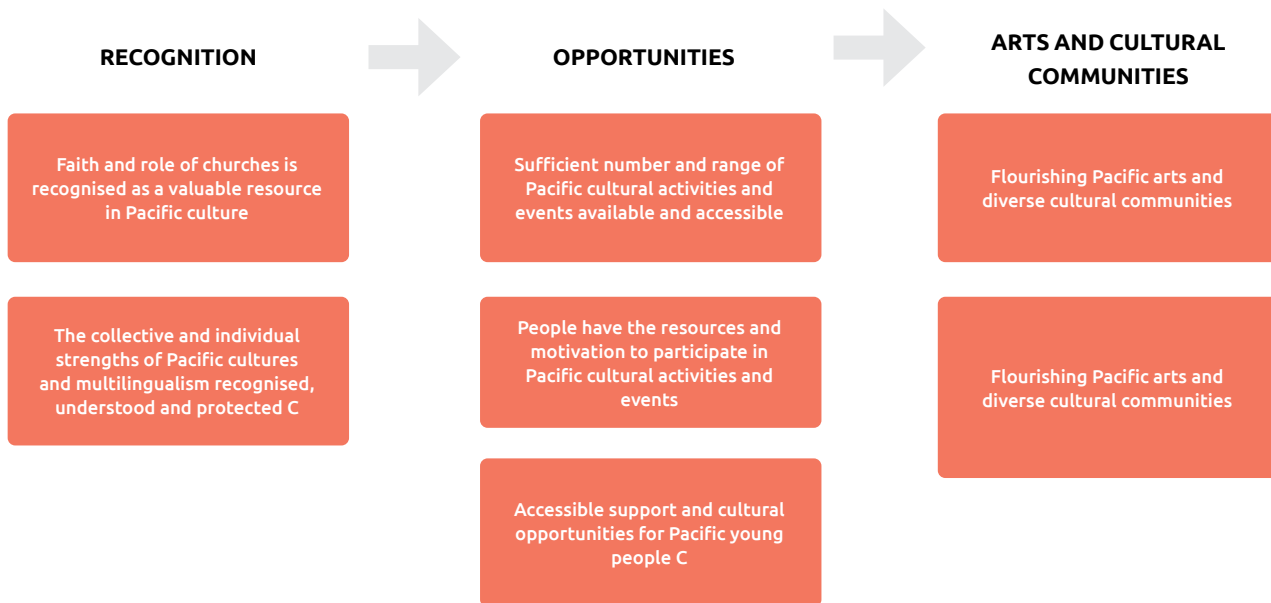 RECOGNITION
Faith and role of churches is
recognised as a valuable resource
in Pacific culture
The collective and individual
strengths of Pacific cultures
and multilingualism recognised,
understood and protected C
OPPORTUNITIES
Sufficient number and range of
Pacific cultural activities and
events available and accessible
People have the resources and
motivation to participate in
Pacific cultural activities and
events
Accessible support and cultural
opportunities for Pacific young
people C
ARTS AND CULTURAL
COMMUNITIES
Flourishing Pacific arts and
diverse cultural communities
Flourishing Pacific arts and
diverse cultural communities